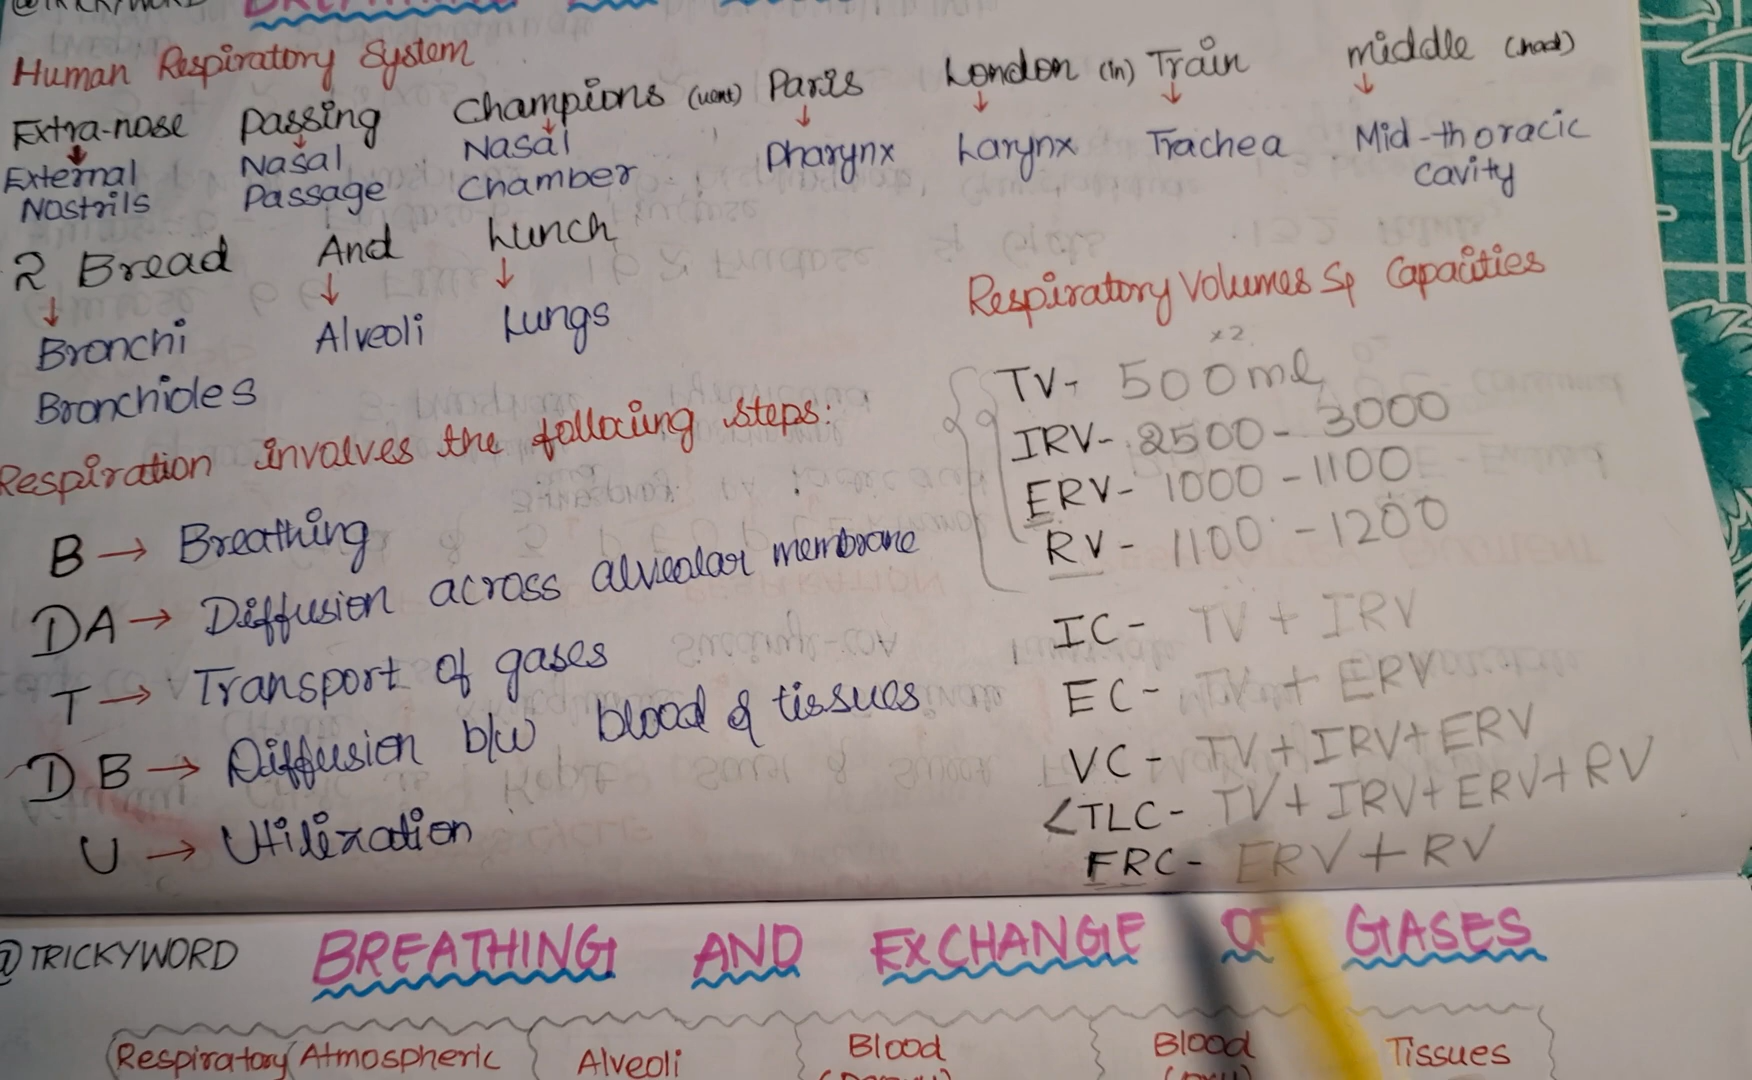 @TRICKYWORD BREATHING
Human Respiratory System
Extra-nose Passing Champions (went) Paris London (in) Train middle (had)
External Nostrils Nasal Passage Nasal Chamber Pharynx Larynx Trachea Mid-thoracic cavity
2 Bread And Lunch
Bronchi Alveoli Lungs
Bronchioles
Respiration involves the following steps:
B → Breathing
DA → Diffusion across alveolar membrane
T → Transport of gases
DB → Diffusion b/w blood & tissues
U → Utilization
Respiratory Volumes & Capacities
x2
TV- 500ml
IRV- 2500- 3000
ERV- 1000 -1100
RV- 1100 -1200
IC- TV + IRV
EC- TV + ERV
VC- TV+IRV+ERV
TLC- TV+IRV+ERV+RV
FRC- ERV+RV
@TRICKYWORD BREATHING AND EXCHANGE OF GASES
Respiratory Atmospheric Alveoli Blood Blood Tissues